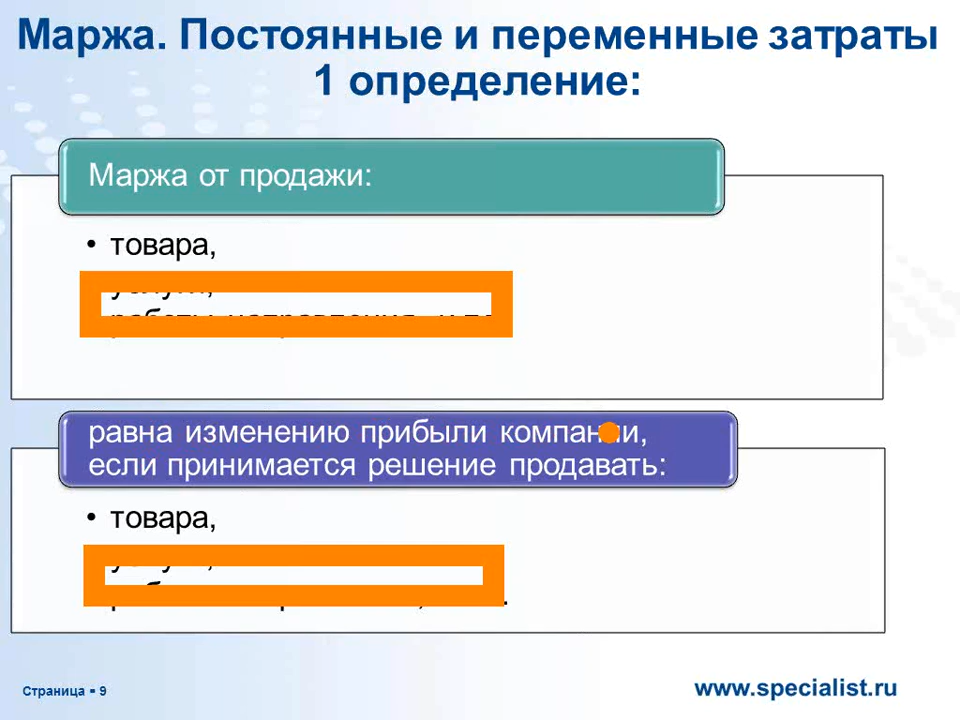 Маржа. Постоянные и переменные затраты
1 определение:
Маржа от продажи:
• товара,
равна изменению прибыли компании,
если принимается решение продавать:
• товара,
Страница ▪ 9
www.specialist.ru